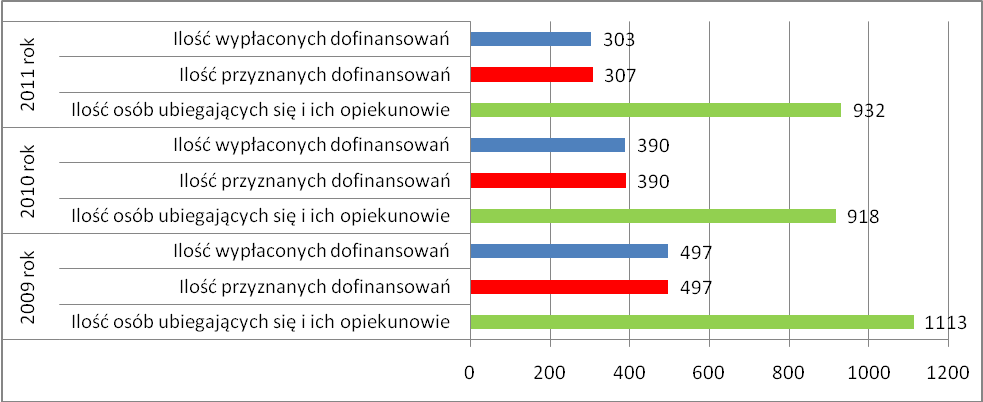 2011 rok
Ilość wypłaconych dofinansowań 303
Ilość przyznanych dofinansowań 307
Ilość osób ubiegających się i ich opiekunowie 932
2010 rok
Ilość wypłaconych dofinansowań 390
Ilość przyznanych dofinansowań 390
Ilość osób ubiegających się i ich opiekunowie 918
2009 rok
Ilość wypłaconych dofinansowań 497
Ilość przyznanych dofinansowań 497
Ilość osób ubiegających się i ich opiekunowie 1113
0 200 400 600 800 1000 1200